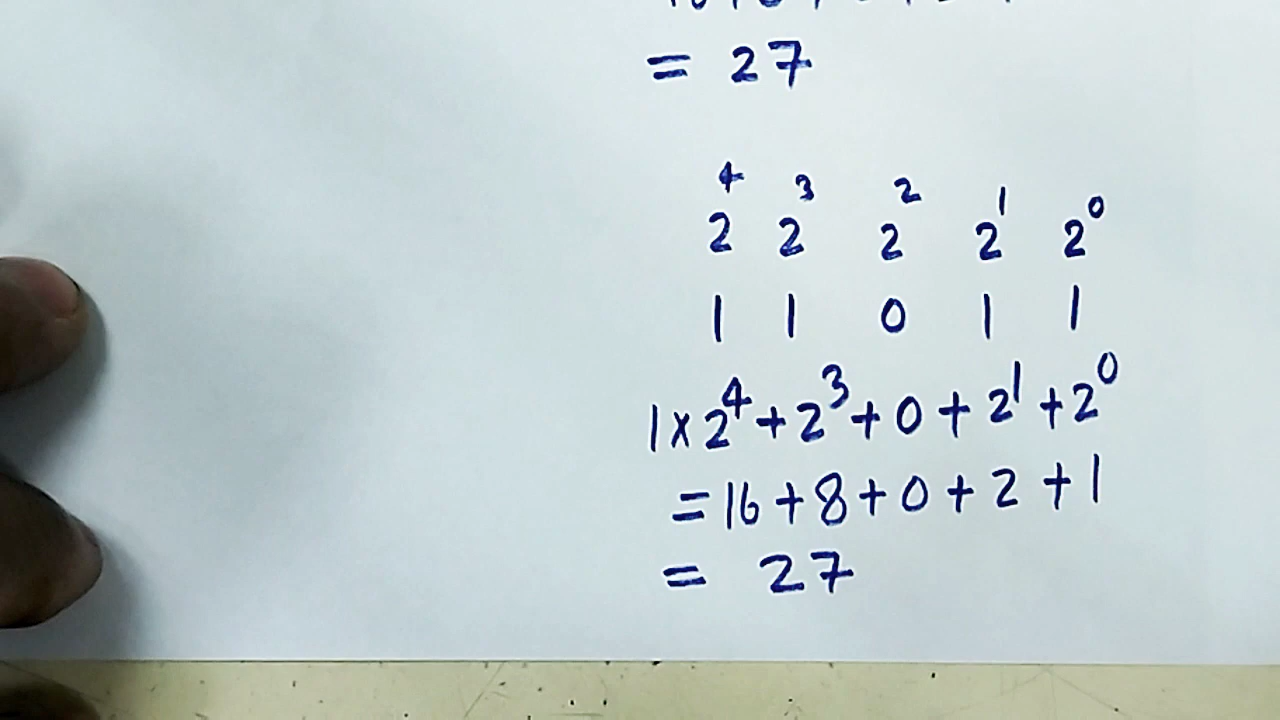 = 27
2⁴ 2³ 2² 2¹ 2⁰
1 1 0 1 1
1×2⁴+2³+0+2¹+2⁰
=16+8+0+2+1
= 27